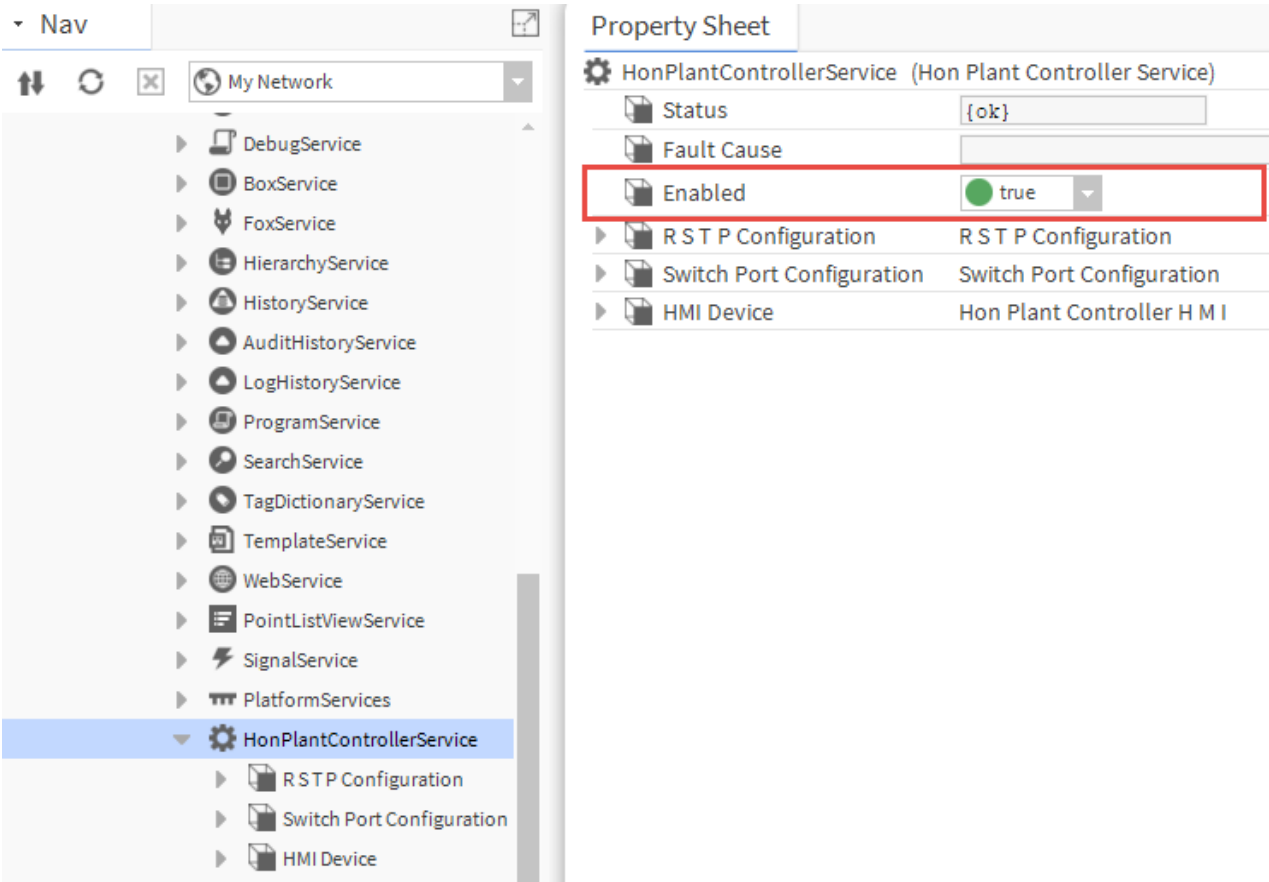 Nav
My Network
DebugService
BoxService
FoxService
HierarchyService
HistoryService
AuditHistoryService
LogHistoryService
ProgramService
SearchService
TagDictionaryService
TemplateService
WebService
PointListViewService
SignalService
PlatformServices
HonPlantControllerService
R S T P Configuration
Switch Port Configuration
HMI Device
Property Sheet
HonPlantControllerService (Hon Plant Controller Service)
Status {ok}
Fault Cause
Enabled true
R S T P Configuration R S T P Configuration
Switch Port Configuration Switch Port Configuration
HMI Device Hon Plant Controller H M I